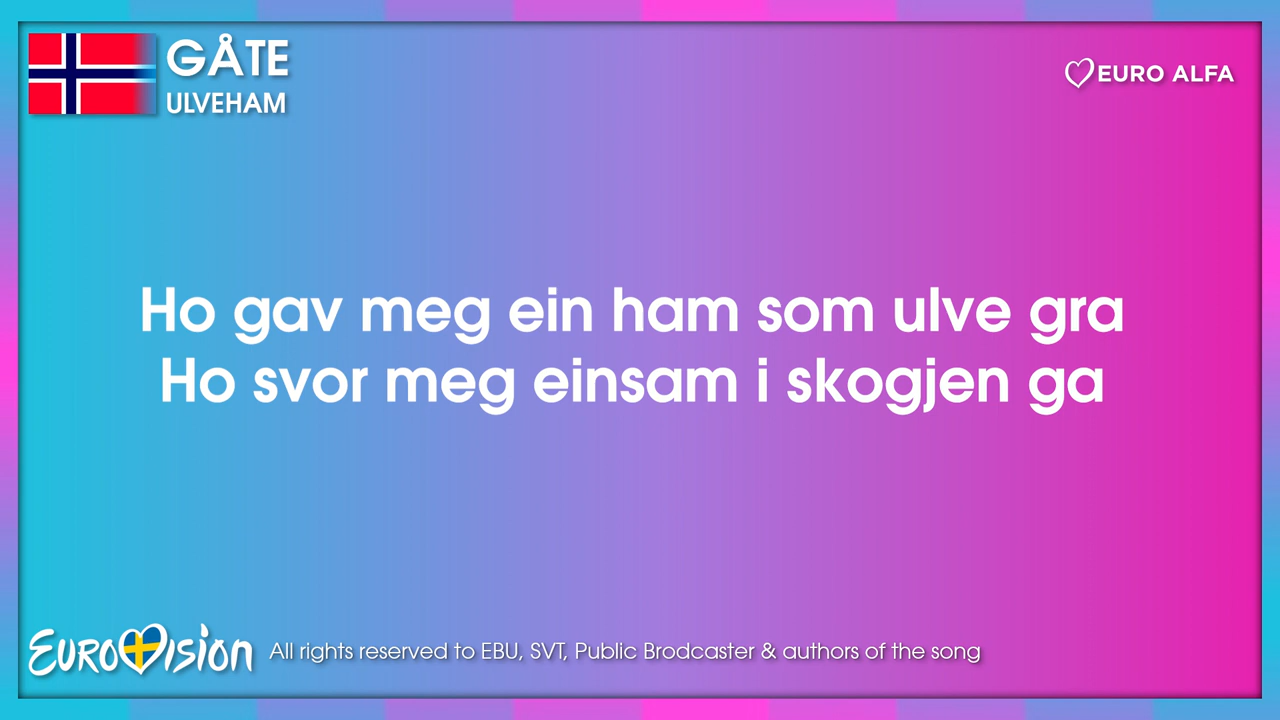 GÅTE
ULVEHAM
EURO ALFA
Ho gav meg ein ham som ulve gra
Ho svor meg einsam i skogjen ga
EUROVISION All rights reserved to EBU, SVT, Public Brodcaster & authors of the song